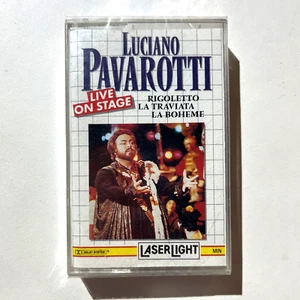 LUCIANO
PAVAROTTI
LIVE
ON STAGE
RIGOLETTO
LA TRAVIATA
LA BOHEME
LASERLIGHT
MIN